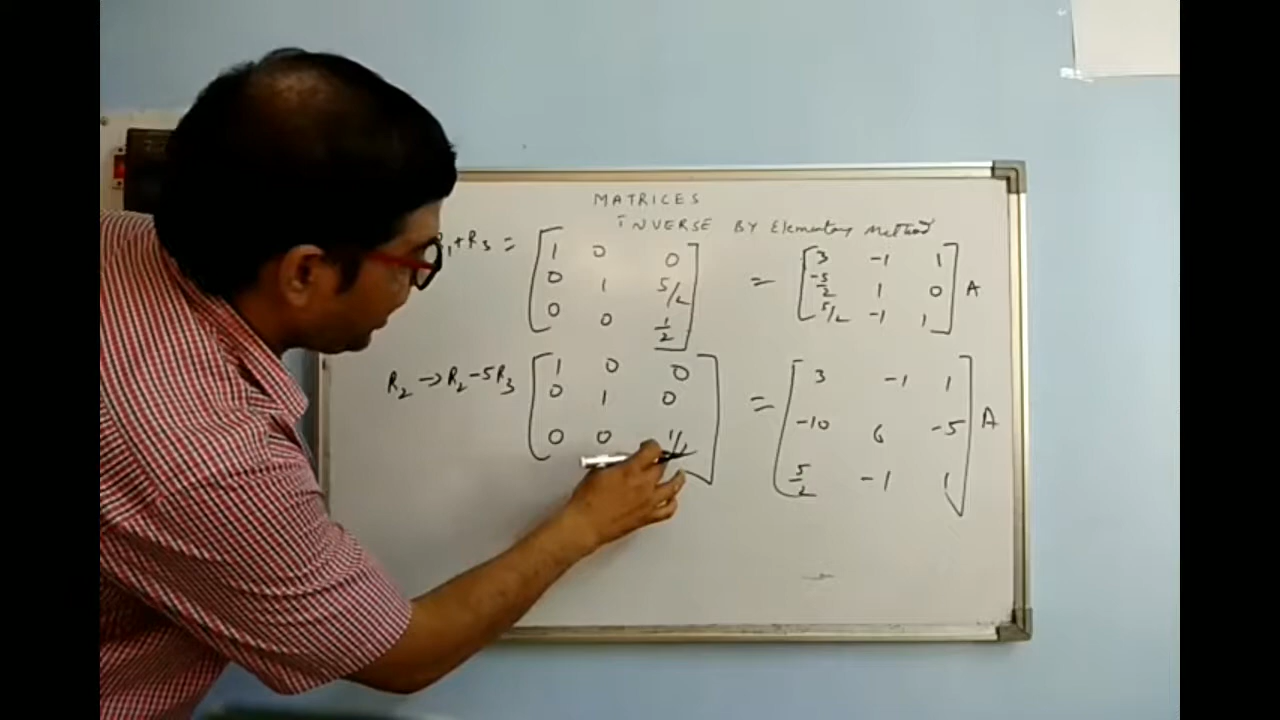 MATRICES
INVERSE BY Elementary Method
R₁+R₃ = [1 0 0 = [3 -1 1
0 1 5/2 -5/2 1 0
0 0 1/2] 5/2 -1 1] A
R₂ → R₂-5R₃ [1 0 0 = [3 -1 1
0 1 0 -10 6 -5
0 0 1/2] 5/2 -1 1] A